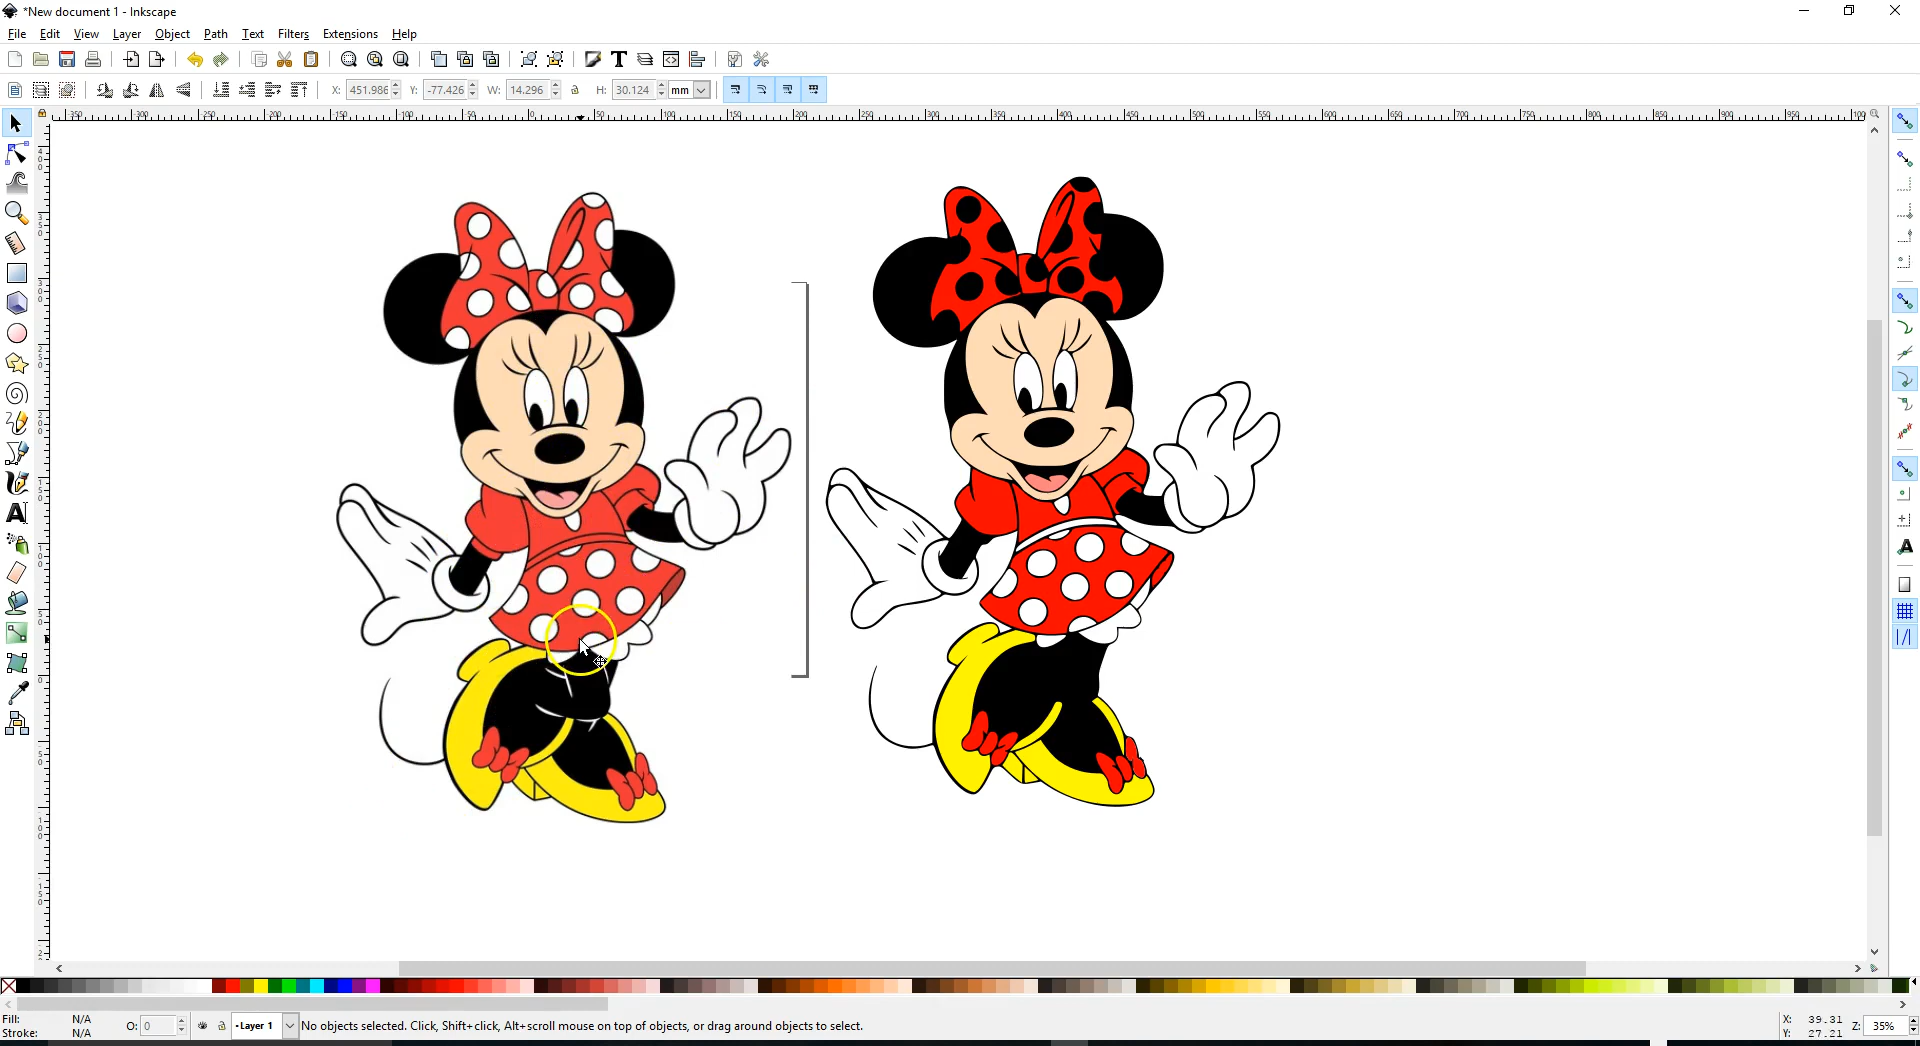 *New document 1 - Inkscape
File Edit View Layer Object Path Text Filters Extensions Help
X: 451.986 Y: -77.426 W: 14.296 H: 30.124 mm
Fill: N/A O: 0 -Layer 1 No objects selected. Click, Shift+click, Alt+scroll mouse on top of objects, or drag around objects to select. X: 39.31 Z: 35%
Stroke: N/A Y: 27.21